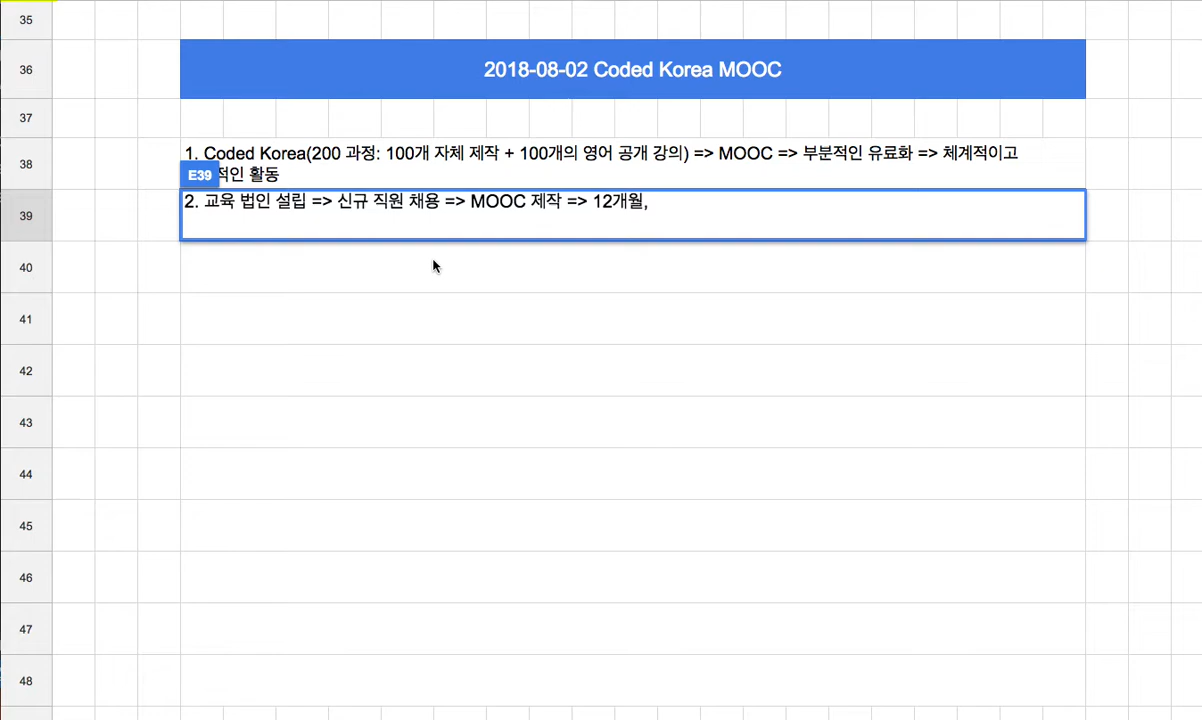 35
36
2018-08-02 Coded Korea MOOC
37
38
1. Coded Korea(200 과정: 100개 자체 제작 + 100개의 영어 공개 강의) => MOOC => 부분적인 유료화 => 체계적이고
적인 활동
E39
39
2. 교육 법인 설립 => 신규 직원 채용 => MOOC 제작 => 12개월,
40
41
42
43
44
45
46
47
48